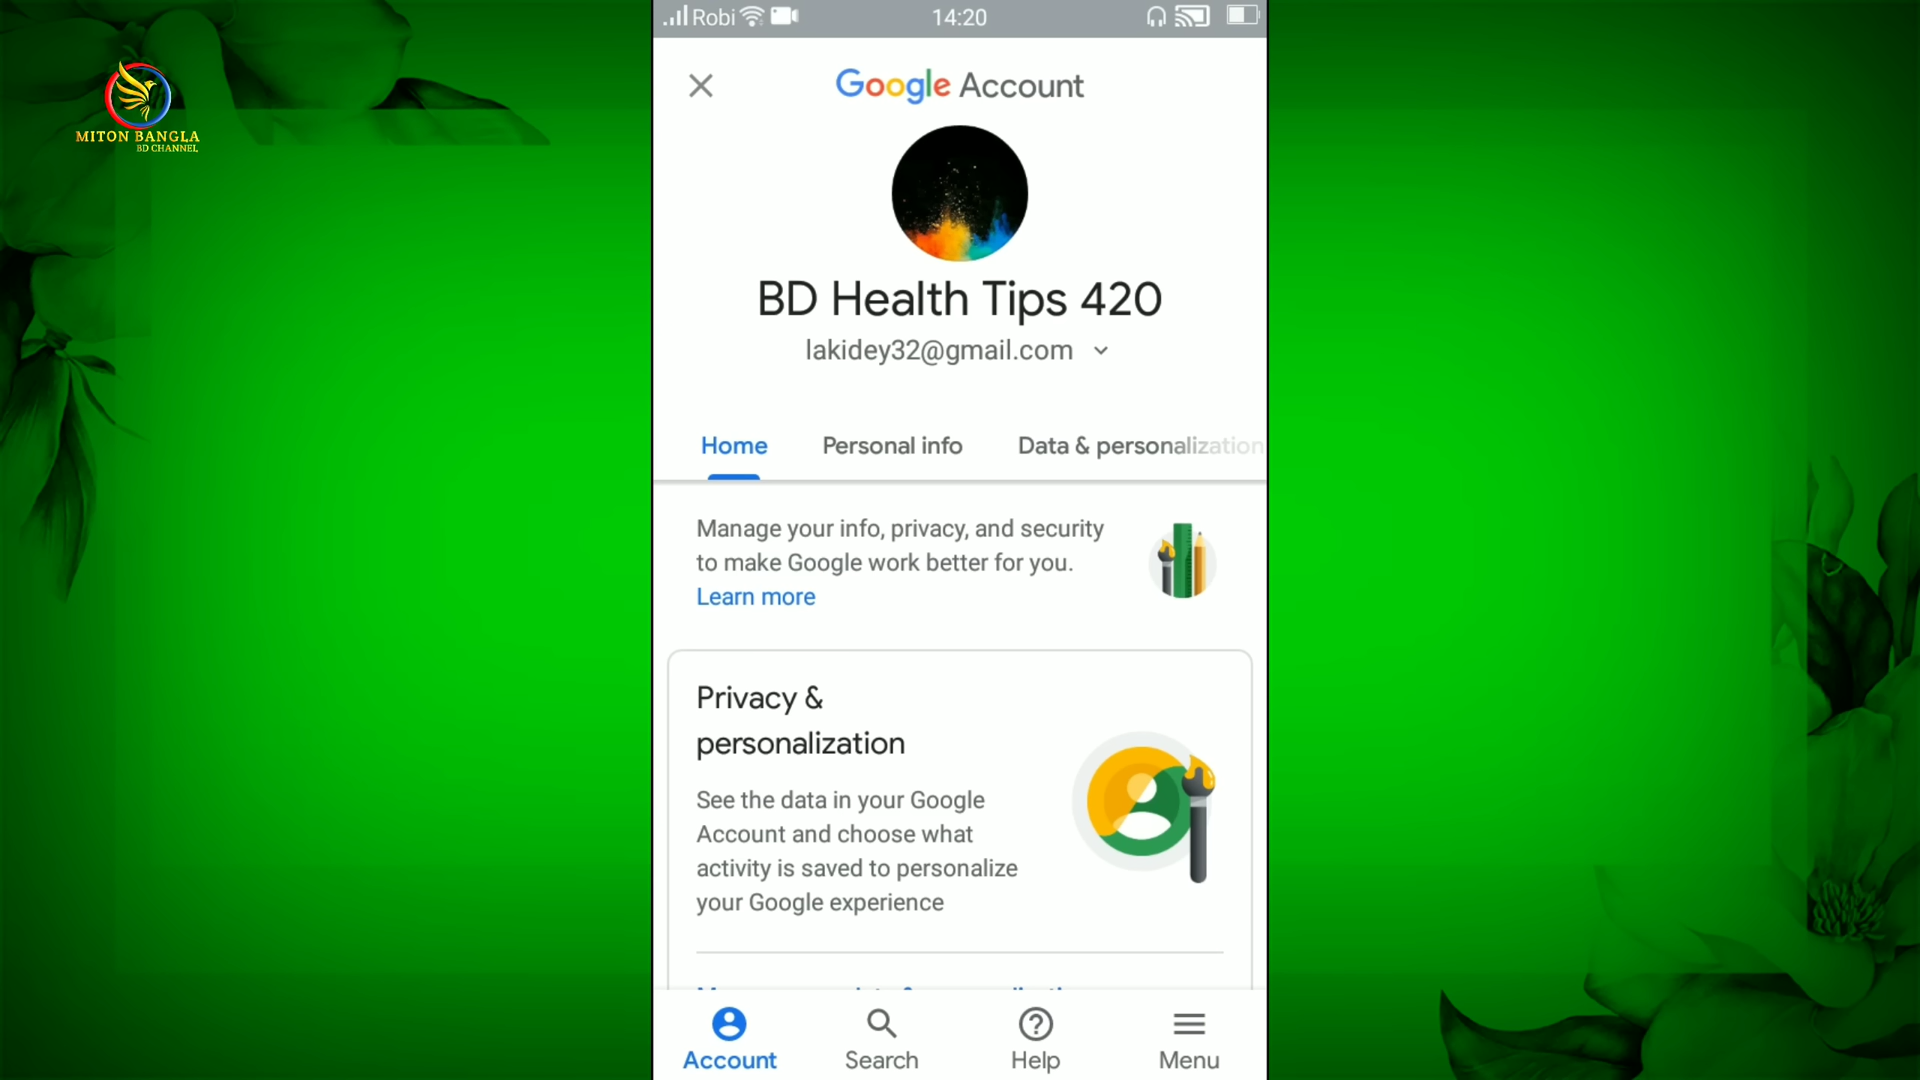 Robi
14:20
MITON BANGLA
BD CHANNEL
Google Account
BD Health Tips 420
lakidey32@gmail.com
Home Personal info Data & personalization
Manage your info, privacy, and security
to make Google work better for you.
Learn more
Privacy &
personalization
See the data in your Google
Account and choose what
activity is saved to personalize
your Google experience
Account Search Help Menu